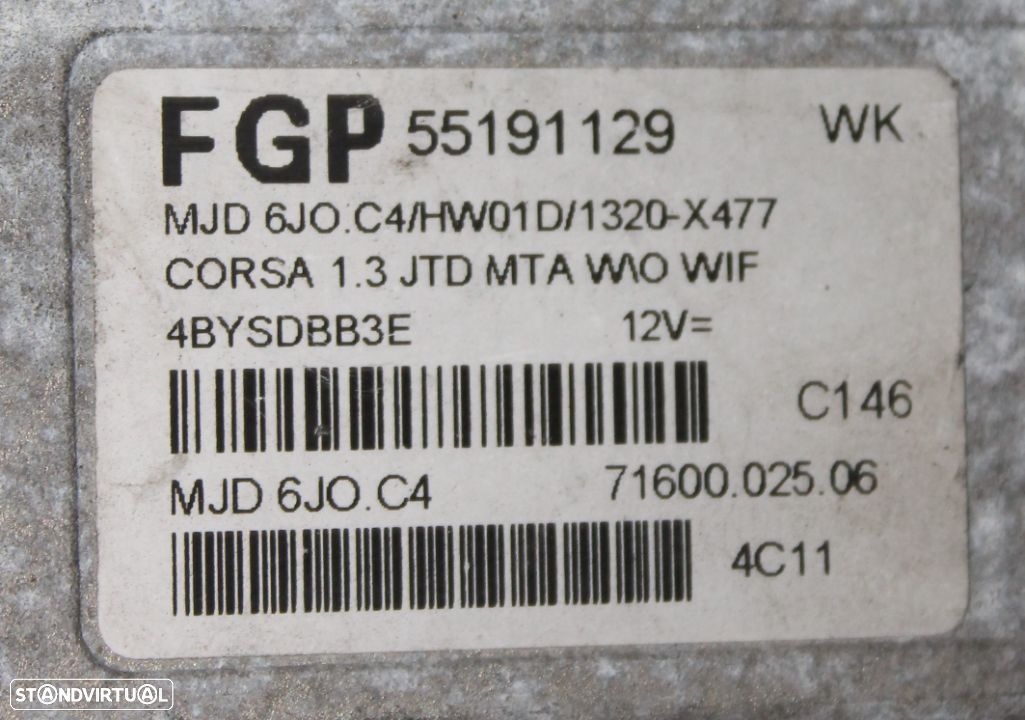 FGP 55191129 WK
MJD 6JO.C4/HW01D/1320-X477
CORSA 1.3 JTD MTA W\O WIF
4BYSDBB3E 12V=
C146
MJD 6JO.C4 71600.025.06
4C11
STANDVIRTUAL